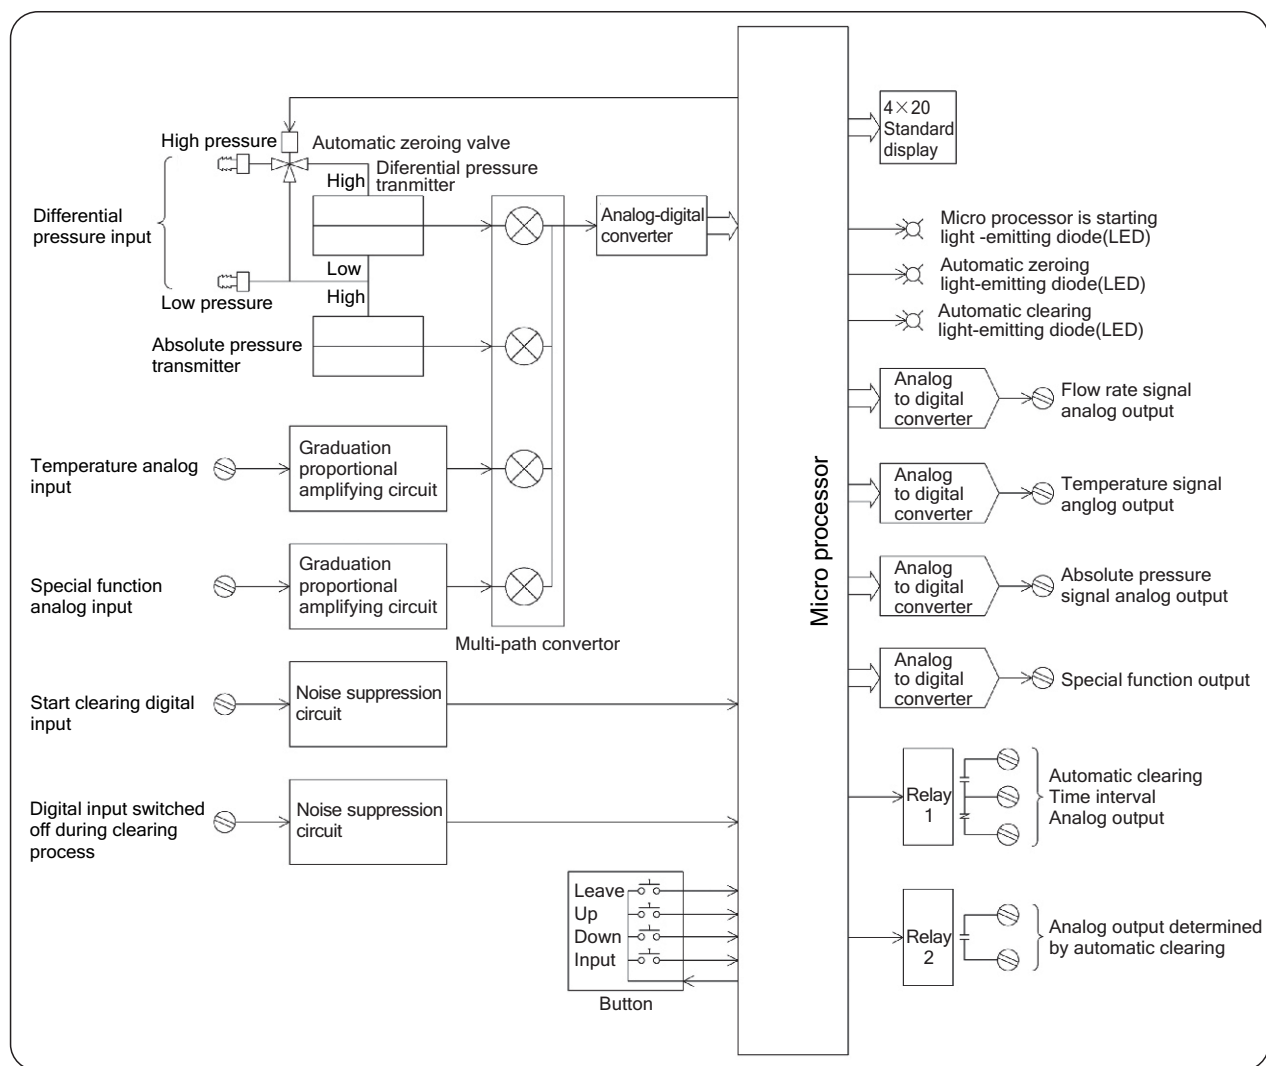 High pressure
Automatic zeroing valve
Diferential pressure
tranmitter
High
Differential
pressure input
Low
High
Low pressure
Absolute pressure
transmitter
Analog-digital
converter
Temperature analog
input
Graduation
proportional
amplifying circuit
Special function
analog input
Graduation
proportional
amplifying circuit
Multi-path convertor
Start clearing digital
input
Noise suppression
circuit
Digital input switched
off during clearing
process
Noise suppression
circuit
Leave
Up
Down
Input
Button
Micro processor
4×20
Standard
display
Micro processor is starting
light -emitting diode(LED)
Automatic zeroing
light-emitting diode(LED)
Automatic clearing
light-emitting diode(LED)
Analog
to digital
converter
Flow rate signal
analog output
Analog
to digital
converter
Temperature signal
anglog output
Analog
to digital
converter
Absolute pressure
signal analog output
Analog
to digital
converter
Special function output
Relay
1
Automatic clearing
Time interval
Analog output
Relay
2
Analog output determined
by automatic clearing